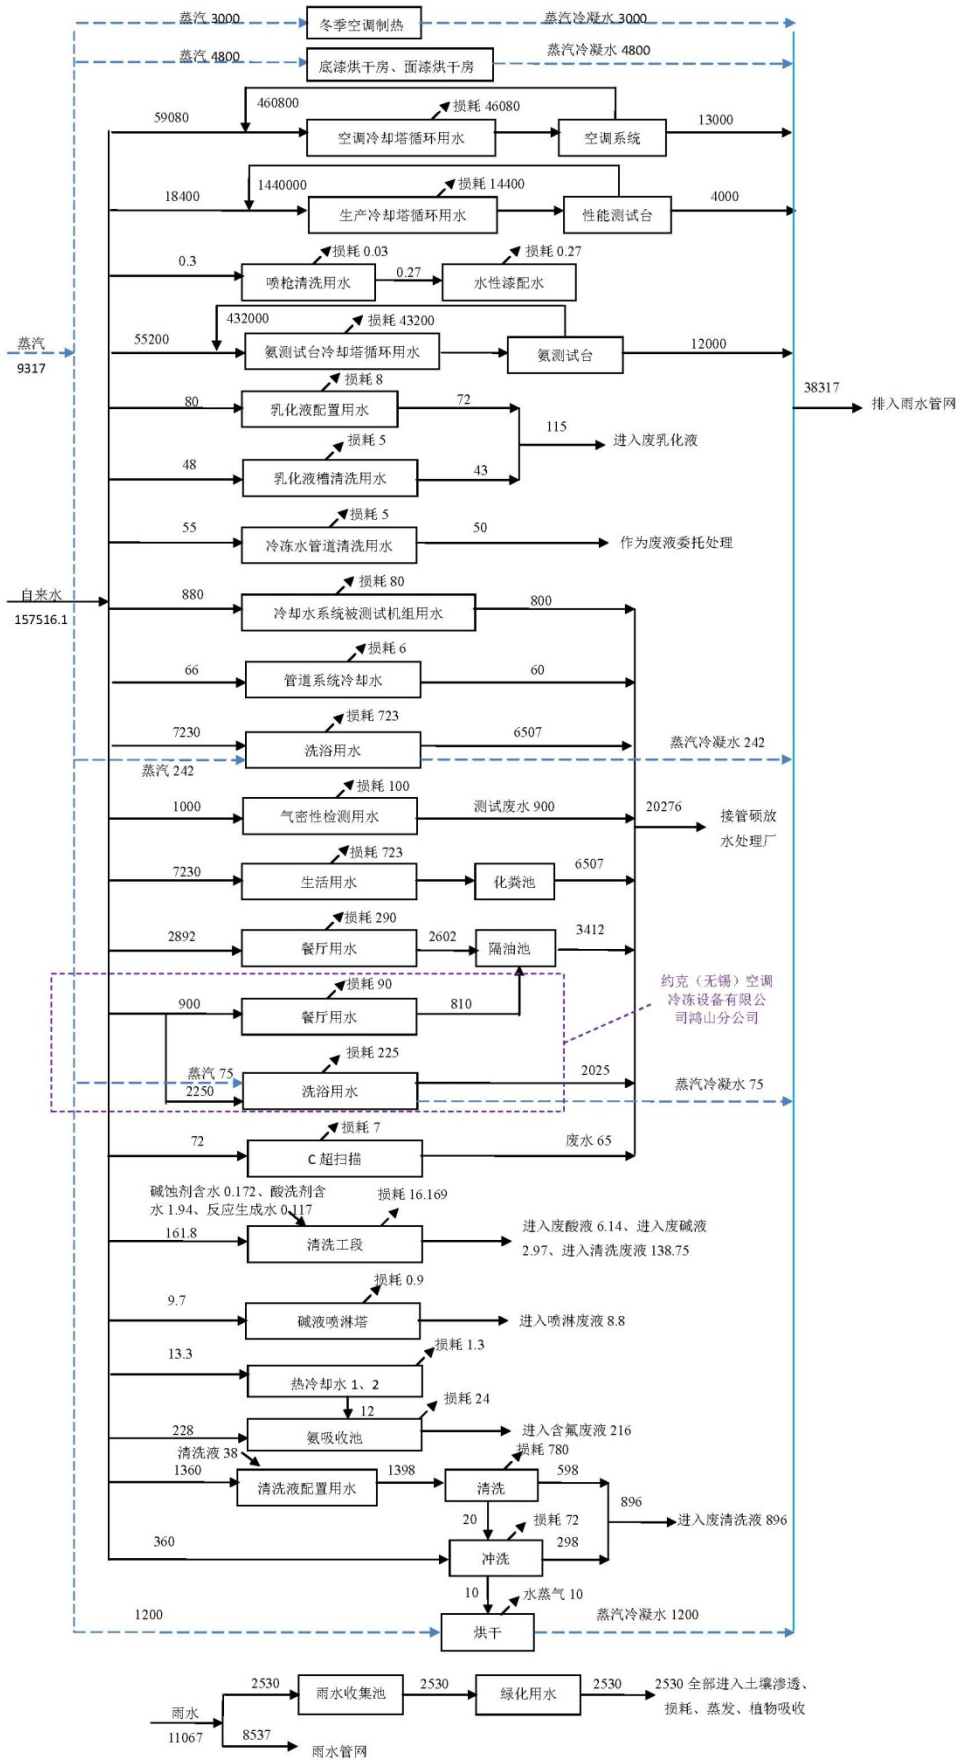 蒸汽 3000
冬季空调制热
蒸汽冷凝水 3000
蒸汽 4800
底漆烘干房、面漆烘干房
蒸汽冷凝水 4800
59080
460800
损耗 46080
空调冷却塔循环用水
空调系统
13000
18400
1440000
损耗 14400
生产冷却塔循环用水
性能测试台
4000
0.3
损耗 0.03
喷枪清洗用水
0.27
损耗 0.27
水性漆配水
蒸汽
9317
55200
432000
损耗 43200
氨测试台冷却塔循环用水
氨测试台
12000
38317
排入雨水管网
80
损耗 8
乳化液配置用水
72
115
进入废乳化液
48
损耗 5
乳化液槽清洗用水
43
55
损耗 5
冷冻水管道清洗用水
50
作为废液委托处理
自来水
157516.1
880
损耗 80
冷却水系统被测试机组用水
800
66
损耗 6
管道系统冷却水
60
7230
损耗 723
洗浴用水
6507
蒸汽 242
蒸汽冷凝水 242
1000
损耗 100
气密性检测用水
测试废水 900
20276
接管硕放
水处理厂
7230
损耗 723
生活用水
化粪池
6507
2892
损耗 290
餐厅用水
2602
隔油池
3412
900
损耗 90
餐厅用水
810
约克（无锡）空调
冷冻设备有限公
司鸿山分公司
蒸汽 75
2250
损耗 225
洗浴用水
2025
蒸汽冷凝水 75
72
损耗 7
C 超扫描
废水 65
碱蚀剂含水 0.172、酸洗剂含
水 1.94、反应生成水 0.117
161.8
损耗 16.169
清洗工段
进入废酸液 6.14、进入废碱液
2.97、进入清洗废液 138.75
9.7
损耗 0.9
碱液喷淋塔
进入喷淋废液 8.8
13.3
损耗 1.3
热冷却水 1、2
12
228
损耗 24
氨吸收池
进入含氟废液 216
清洗液 38
1360
清洗液配置用水
1398
损耗 780
清洗
598
896
进入废清洗液 896
20
360
损耗 72
冲洗
298
10
水蒸气 10
1200
烘干
蒸汽冷凝水 1200
雨水
11067
2530
雨水收集池
2530
绿化用水
2530
2530 全部进入土壤渗透、
损耗、蒸发、植物吸收
8537
雨水管网